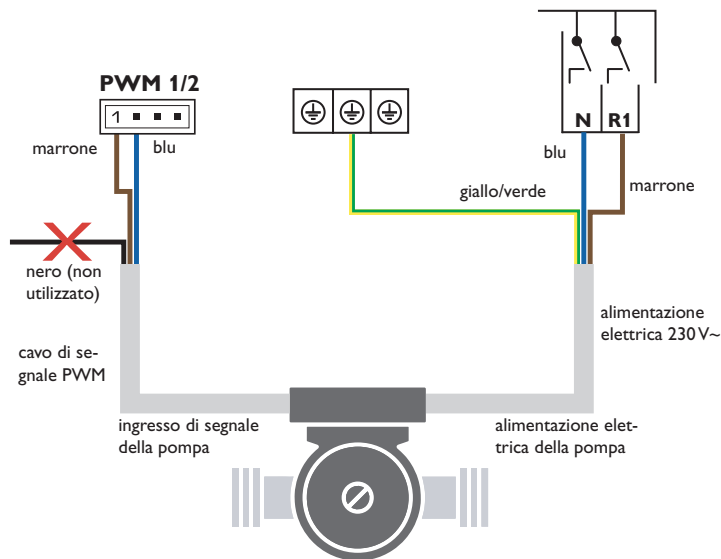 PWM 1/2
1
marrone
blu
N
R1
blu
giallo/verde
marrone
nero (non
utilizzato)
alimentazione
elettrica 230 V~
cavo di se-
gnale PWM
ingresso di segnale
della pompa
alimentazione elet-
trica della pompa